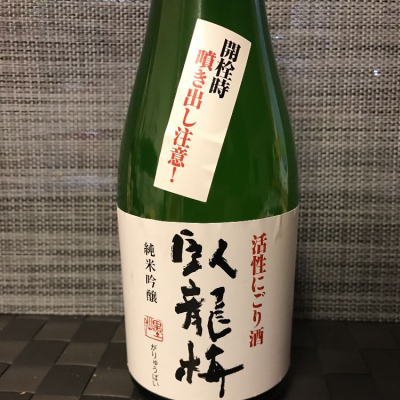 開栓時
噴き出し注意!
活性にごり酒
臥龍梅
純米吟醸
がりゅうばい